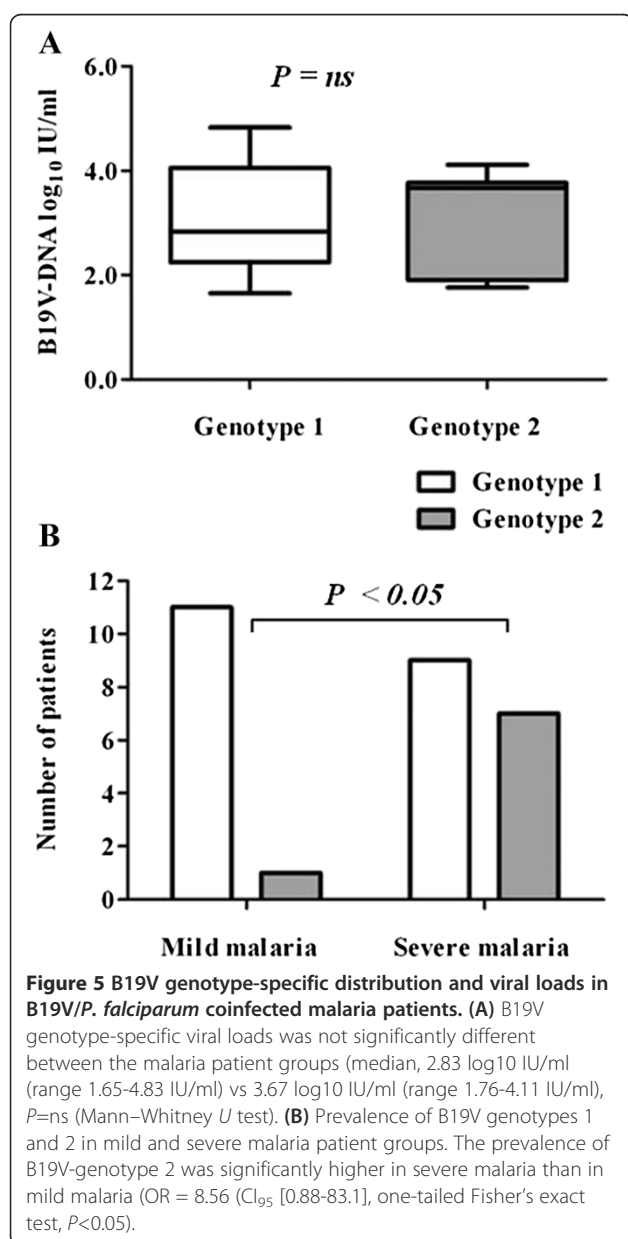 A
P = ns
6.0
4.0
2.0
0.0
B19V-DNA log10 IU/ml
Genotype 1 Genotype 2
Genotype 1
Genotype 2
B
P < 0.05
12
10
8
6
4
2
0
Number of patients
Mild malaria Severe malaria
Figure 5 B19V genotype-specific distribution and viral loads in
B19V/P. falciparum coinfected malaria patients. (A) B19V
genotype-specific viral loads was not significantly different
between the malaria patient groups (median, 2.83 log10 IU/ml
(range 1.65-4.83 IU/ml) vs 3.67 log10 IU/ml (range 1.76-4.11 IU/ml),
P=ns (Mann–Whitney U test). (B) Prevalence of B19V genotypes 1
and 2 in mild and severe malaria patient groups. The prevalence of
B19V-genotype 2 was significantly higher in severe malaria than in
mild malaria (OR = 8.56 (CI95 [0.88-83.1], one-tailed Fisher's exact
test, P<0.05).